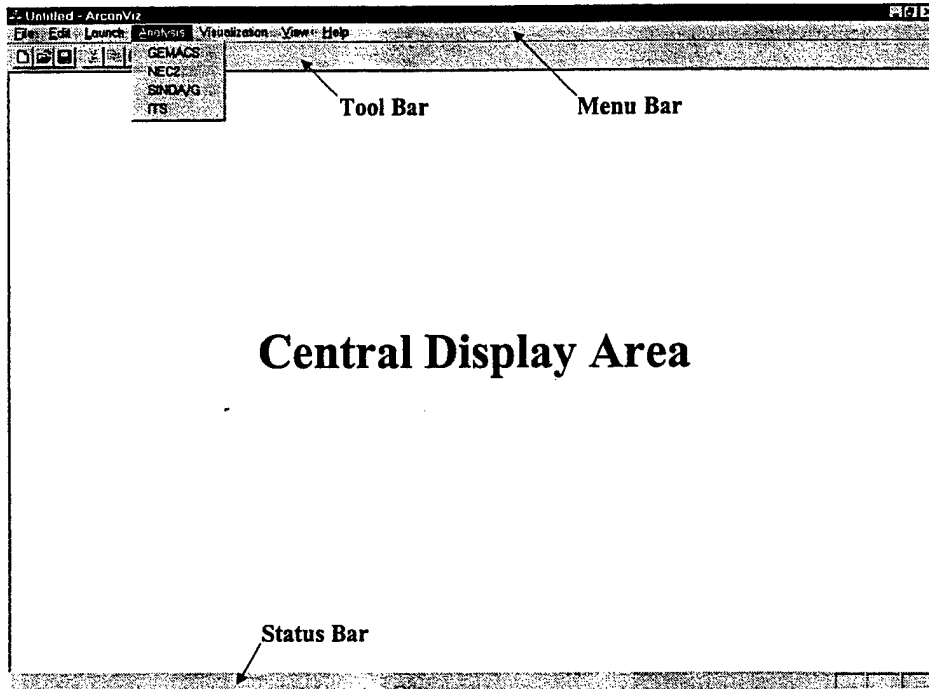 Untitled - ArconViz
Files Edit Launch Analysis Visualization View Help
GEMACS
NEC2
SINDA/G
ITS
Tool Bar
Menu Bar
Central Display Area
Status Bar